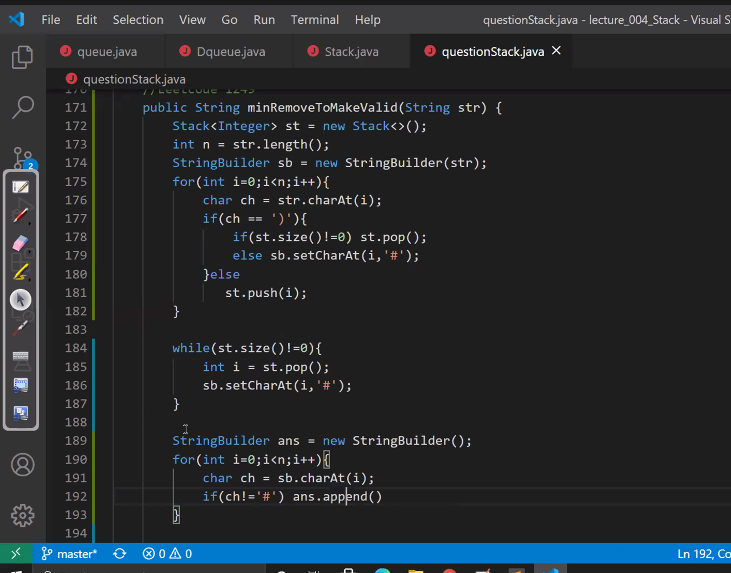 File Edit Selection View Go Run Terminal Help questionStack.java - lecture_004_Stack - Visual S
queue.java Dqueue.java Stack.java questionStack.java
questionStack.java
170 //Leetcode 1249
171 public String minRemoveToMakeValid(String str) {
172 Stack<Integer> st = new Stack<>();
173 int n = str.length();
174 StringBuilder sb = new StringBuilder(str);
175 for(int i=0;i<n;i++){
176 char ch = str.charAt(i);
177 if(ch == ')'){
178 if(st.size()!=0) st.pop();
179 else sb.setCharAt(i,'#');
180 }else
181 st.push(i);
182 }
183
184 while(st.size()!=0){
185 int i = st.pop();
186 sb.setCharAt(i,'#');
187 }
188
189 StringBuilder ans = new StringBuilder();
190 for(int i=0;i<n;i++){
191 char ch = sb.charAt(i);
192 if(ch!='#') ans.append()
193 }
194
2
master* 0 0 Ln 192, Co